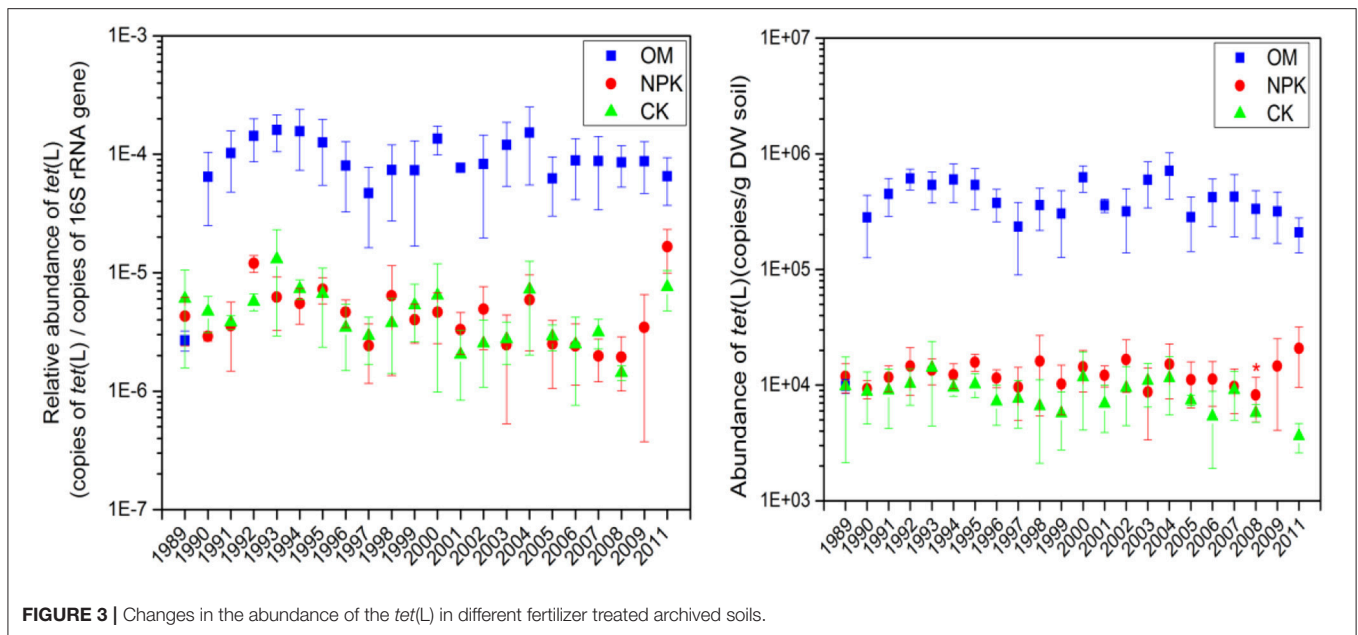 Relative abundance of tet(L)
(copies of tet(L) / copies of 16S rRNA gene)
1E-3
1E-4
1E-5
1E-6
1E-7
OM
NPK
CK
1989
1990
1991
1992
1993
1994
1995
1996
1997
1998
1999
2000
2001
2002
2003
2004
2005
2006
2007
2008
2009
2011
Abundance of tet(L)(copies/g DW soil)
1E+07
1E+06
1E+05
1E+04
1E+03
OM
NPK
CK
*
1989
1990
1991
1992
1993
1994
1995
1996
1997
1998
1999
2000
2001
2002
2003
2004
2005
2006
2007
2008
2009
2011
FIGURE 3 | Changes in the abundance of the tet(L) in different fertilizer treated archived soils.